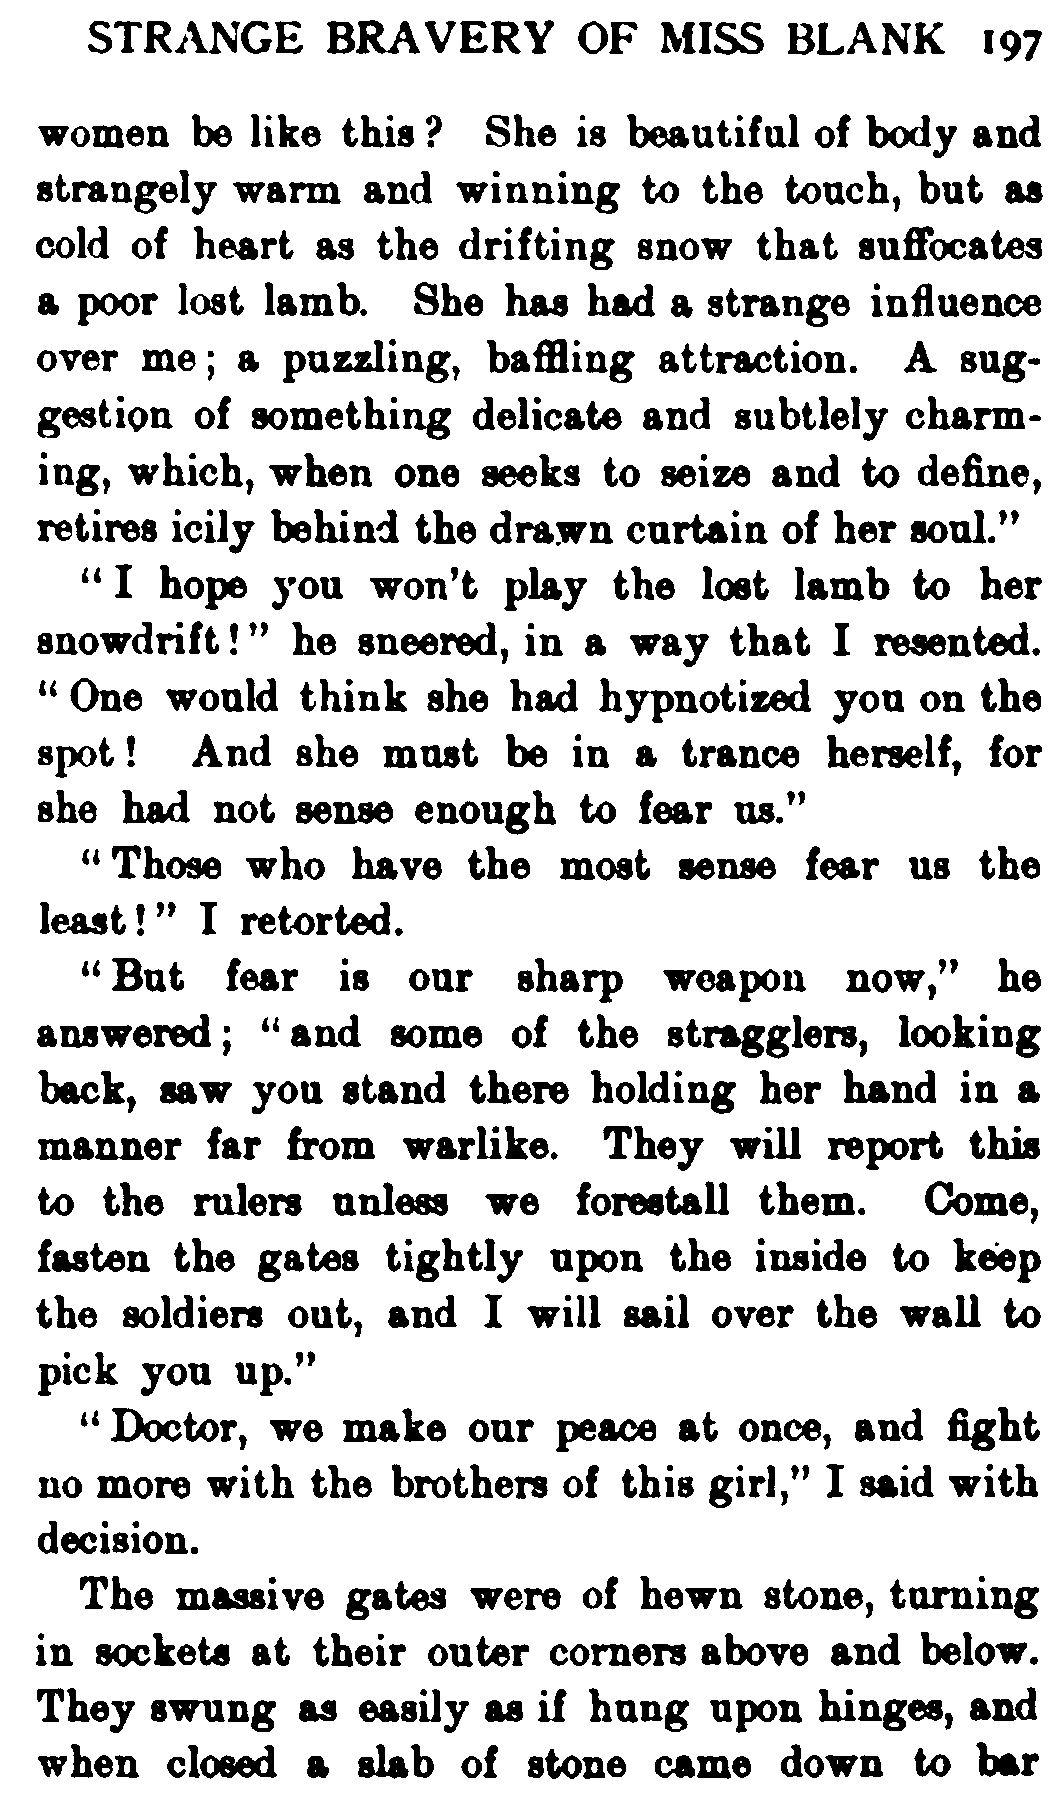 STRANGE BRAVERY OF MISS BLANK 197
women be like this? She is beautiful of body and
strangely warm and winning to the touch, but as
cold of heart as the drifting snow that suffocates
a poor lost lamb. She has had a strange influence
over me; a puzzling, baffling attraction. A sug-
gestion of something delicate and subtlely charm-
ing, which, when one seeks to seize and to define,
retires icily behind the drawn curtain of her soul."
"I hope you won't play the lost lamb to her
snowdrift!" he sneered, in a way that I resented.
"One would think she had hypnotized you on the
spot! And she must be in a trance herself, for
she had not sense enough to fear us."
"Those who have the most sense fear us the
least!" I retorted.
"But fear is our sharp weapon now," he
answered; "and some of the stragglers, looking
back, saw you stand there holding her hand in a
manner far from warlike. They will report this
to the rulers unless we forestall them. Come,
fasten the gates tightly upon the inside to keep
the soldiers out, and I will sail over the wall to
pick you up."
"Doctor, we make our peace at once, and fight
no more with the brothers of this girl," I said with
decision.
The massive gates were of hewn stone, turning
in sockets at their outer corners above and below.
They swung as easily as if hung upon hinges, and
when closed a slab of stone came down to bar